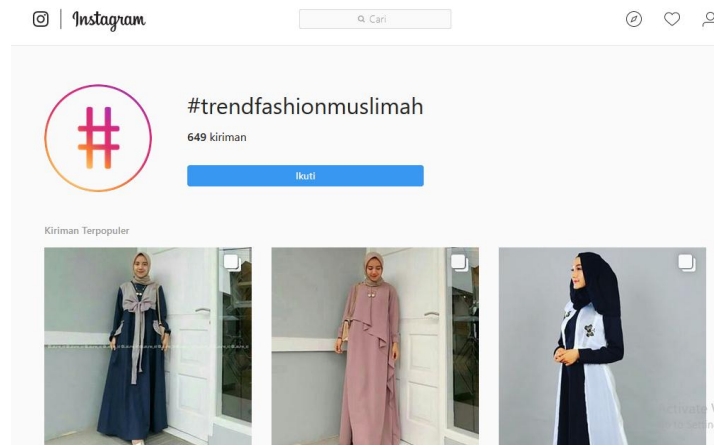 Instagram
Cari
#trendfashionmuslimah
649 kiriman
Ikuti
Kiriman Terpopuler